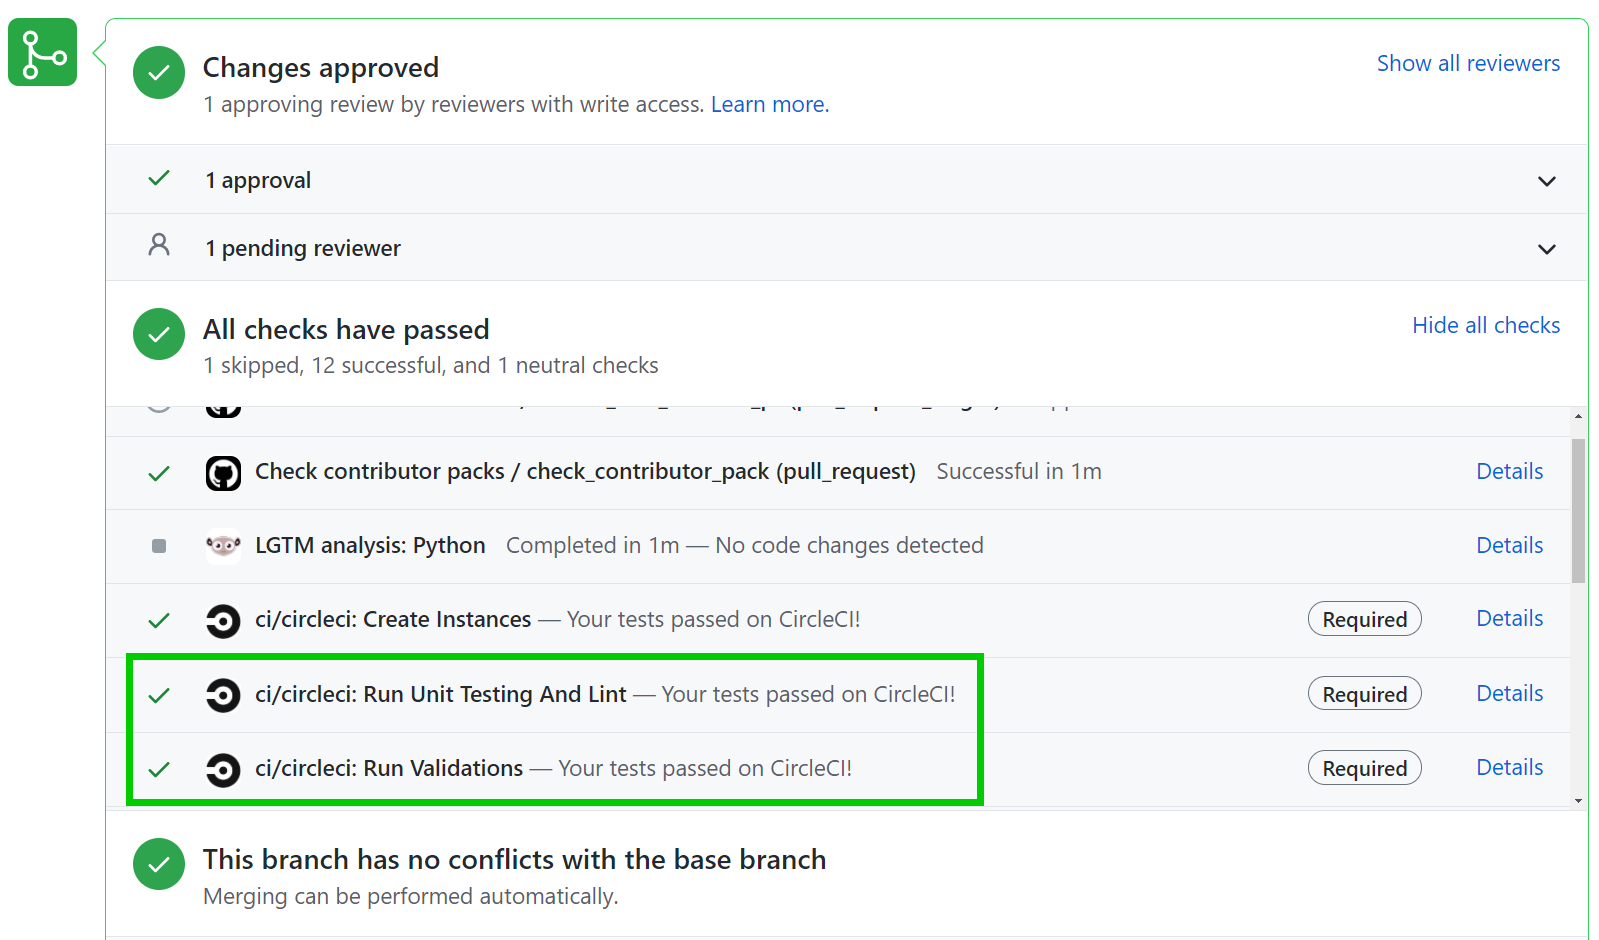 Changes approved
Show all reviewers
1 approving review by reviewers with write access. Learn more.
1 approval
1 pending reviewer
All checks have passed
Hide all checks
1 skipped, 12 successful, and 1 neutral checks
Check contributor packs / check_contributor_pack (pull_request) Successful in 1m Details
LGTM analysis: Python Completed in 1m — No code changes detected Details
ci/circleci: Create Instances — Your tests passed on CircleCI! Required Details
ci/circleci: Run Unit Testing And Lint — Your tests passed on CircleCI! Required Details
ci/circleci: Run Validations — Your tests passed on CircleCI! Required Details
This branch has no conflicts with the base branch
Merging can be performed automatically.